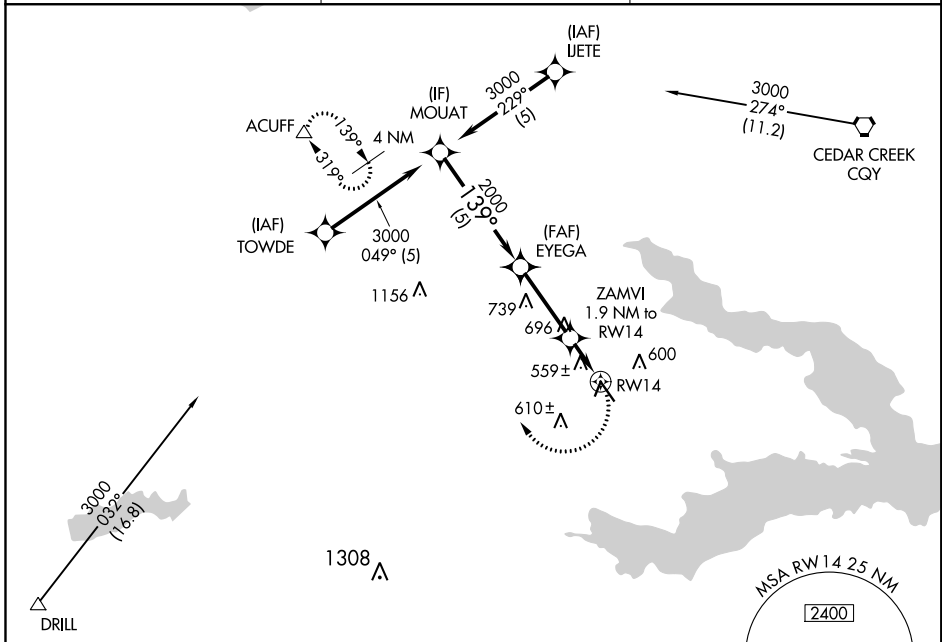 (IAF)
IJETE
3000
229°
(5)
(IF)
MOUAT
3000
274°
(11.2)
ACUFF
139°
319°
4 NM
CEDAR CREEK
CQY
2000
139°
(5)
(IAF)
TOWDE
3000
049° (5)
(FAF)
EYEGA
1156
739
ZAMVI
1.9 NM to
RW14
696
559±
600
RW14
610±
3000
032°
(16.8)
1308
DRILL
MSA RW14 25 NM
2400